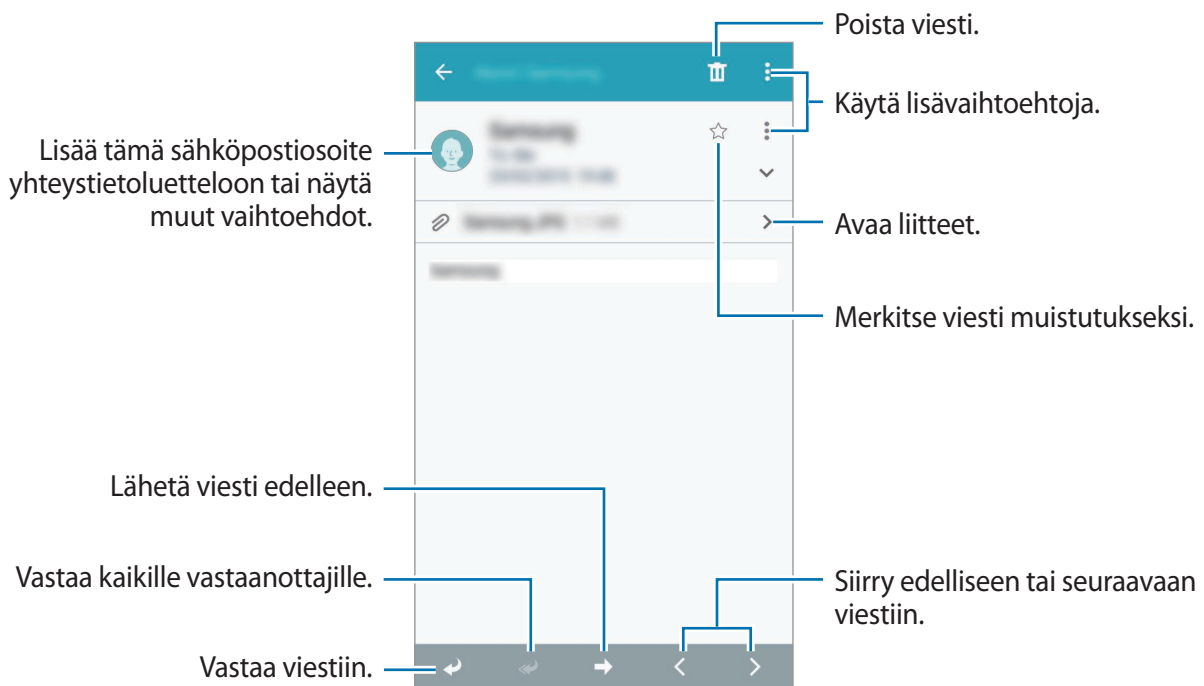 Poista viesti.
Käytä lisävaihtoehtoja.
Lisää tämä sähköpostiosoite
yhteystietoluetteloon tai näytä
muut vaihtoehdot.
Avaa liitteet.
Merkitse viesti muistutukseksi.
Lähetä viesti edelleen.
Vastaa kaikille vastaanottajille.
Siirry edelliseen tai seuraavaan
viestiin.
Vastaa viestiin.